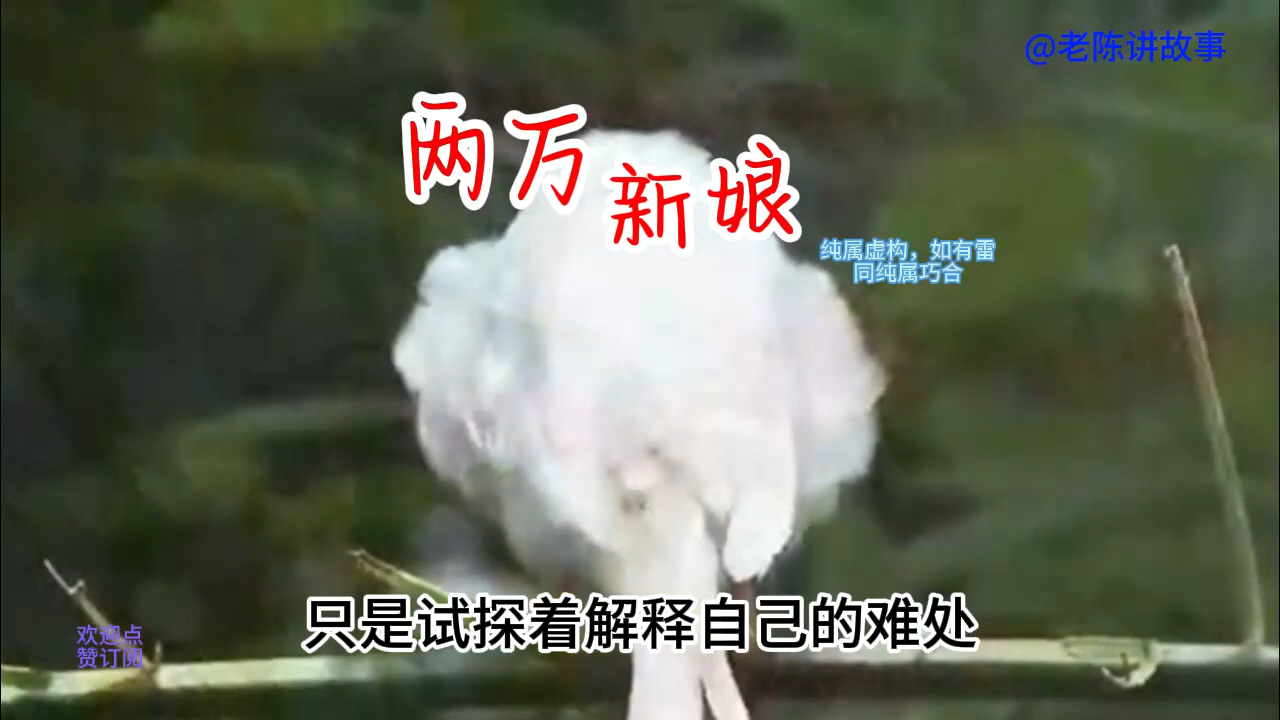 @老陈讲故事
两万新娘
纯属虚构，如有雷
同纯属巧合
只是试探着解释自己的难处
欢迎点
赞订阅